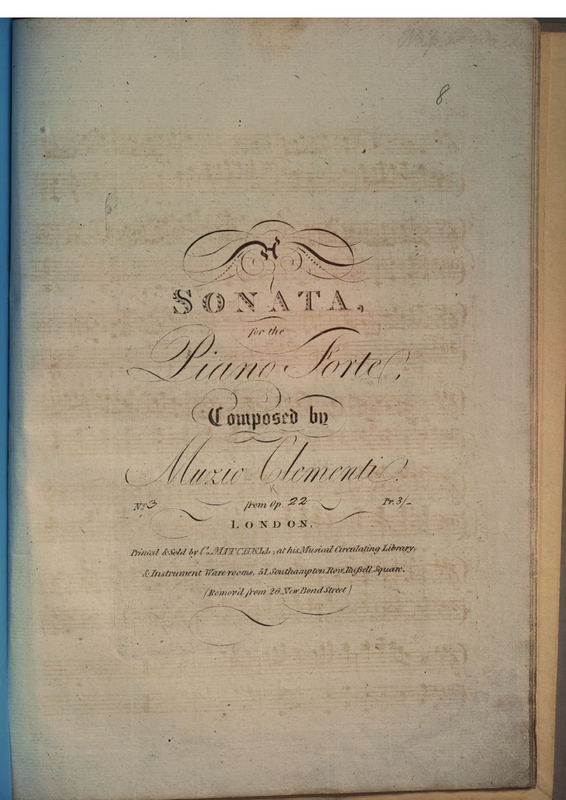 8.
A
SONATA,
for the
Piano Forte,
Composed by
Muzio Clementi.
No. 3 from Op. 22 Pr. 3/-
LONDON,
Printed & Sold by C. MITCHELL, at his Musical Circulating Library,
& Instrument Ware rooms, 51, Southampton Row, Rußell Square.
(Remov'd from 26 New Bond Street)